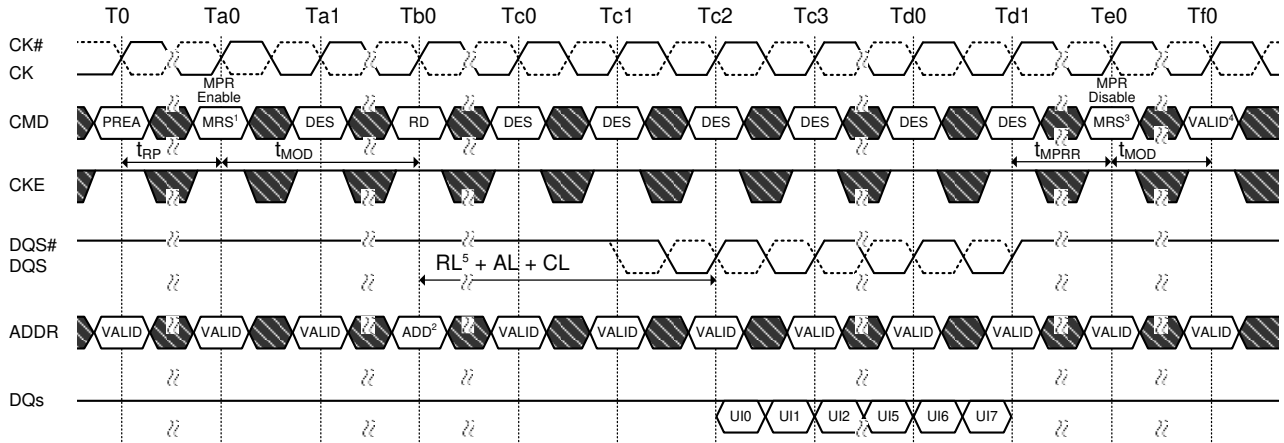 T0 Ta0 Ta1 Tb0 Tc0 Tc1 Tc2 Tc3 Td0 Td1 Te0 Tf0
CK#
CK
MPR Enable MPR Disable
CMD PREA MRS¹ DES RD DES DES DES DES DES DES MRS³ VALID⁴
tRP tMOD tMPRR tMOD
CKE
DQS#
DQS
RL⁵ + AL + CL
ADDR VALID VALID VALID ADD² VALID VALID VALID VALID VALID VALID VALID VALID
DQs UI0 UI1 UI2 UI5 UI6 UI7